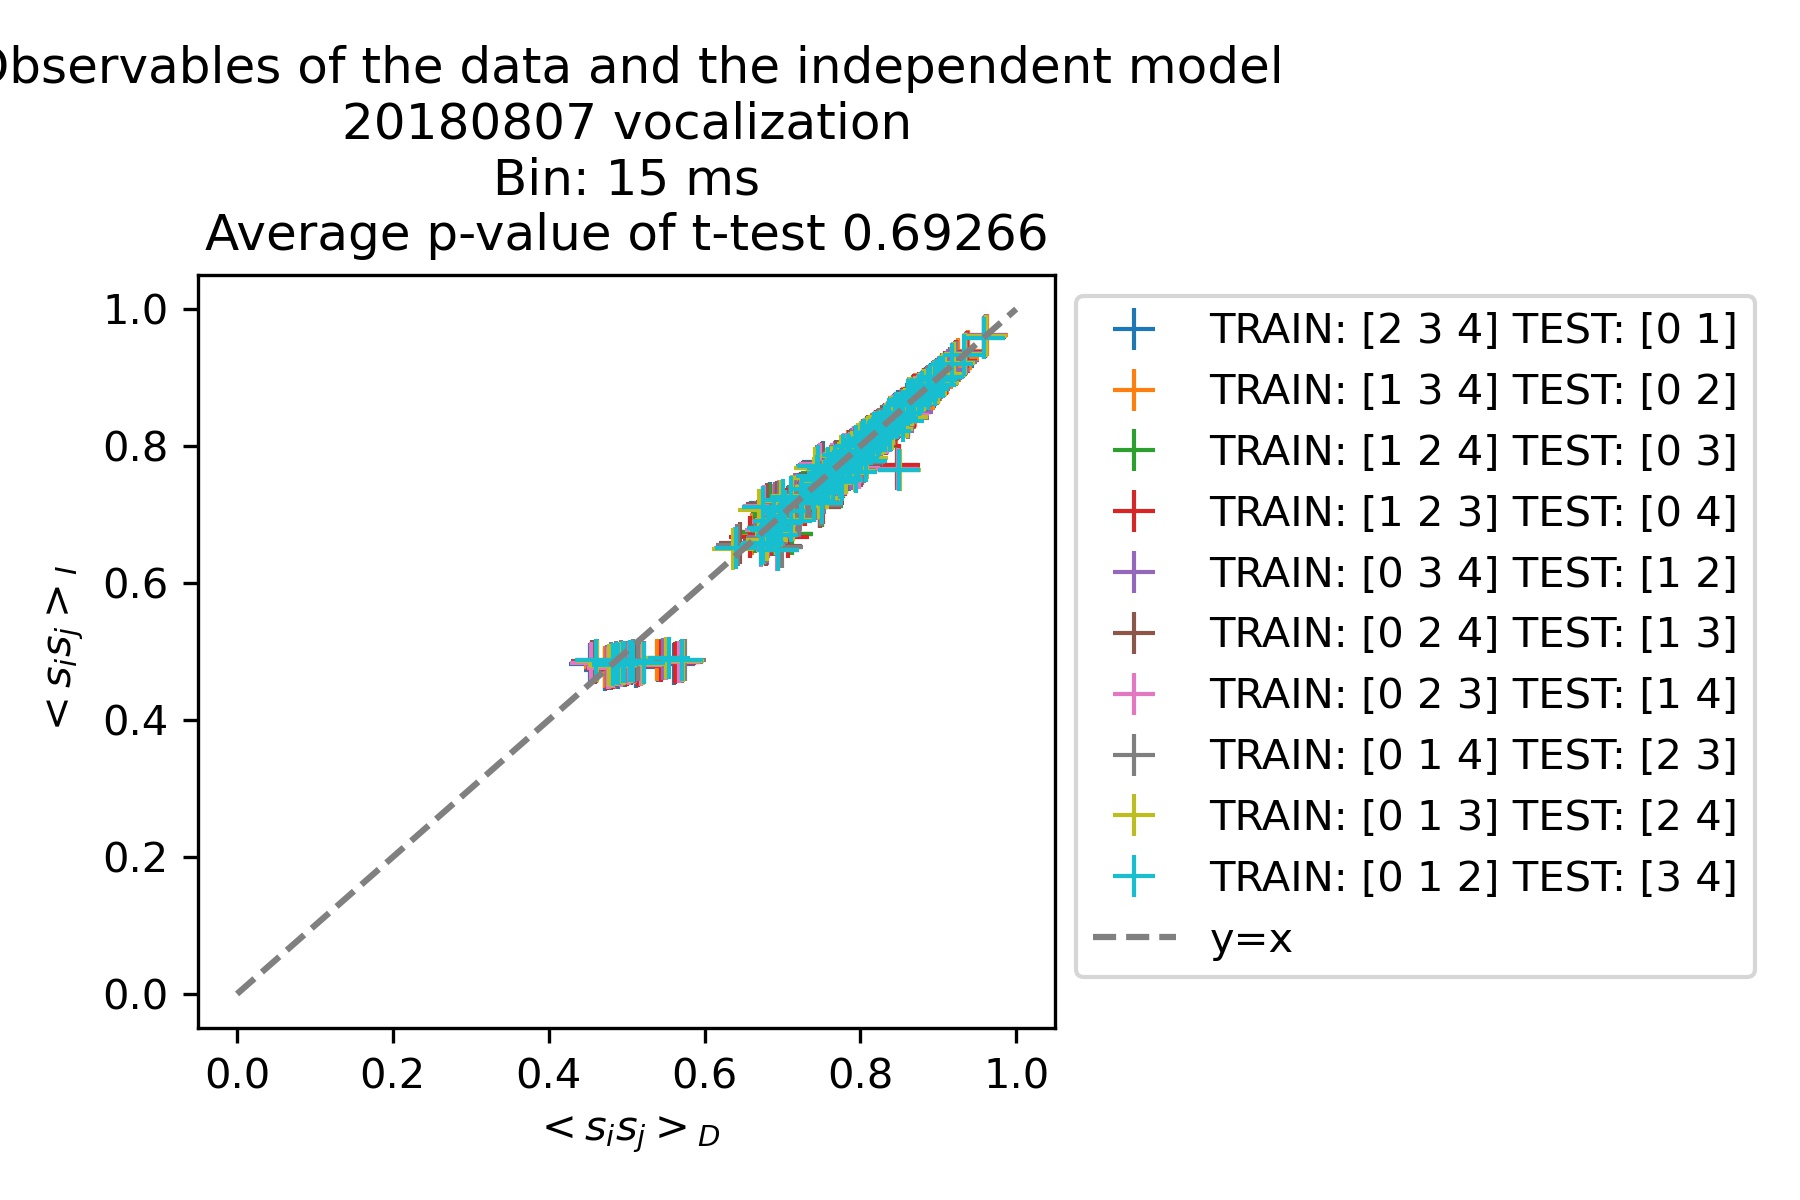 Observables of the data and the independent model
20180807 vocalization
Bin: 15 ms
Average p-value of t-test 0.69266
1.0
0.8
0.6
0.4
0.2
0.0
< s_i s_j >_I
0.0 0.2 0.4 0.6 0.8 1.0
< s_i s_j >_D
TRAIN: [2 3 4] TEST: [0 1]
TRAIN: [1 3 4] TEST: [0 2]
TRAIN: [1 2 4] TEST: [0 3]
TRAIN: [1 2 3] TEST: [0 4]
TRAIN: [0 3 4] TEST: [1 2]
TRAIN: [0 2 4] TEST: [1 3]
TRAIN: [0 2 3] TEST: [1 4]
TRAIN: [0 1 4] TEST: [2 3]
TRAIN: [0 1 3] TEST: [2 4]
TRAIN: [0 1 2] TEST: [3 4]
y=x